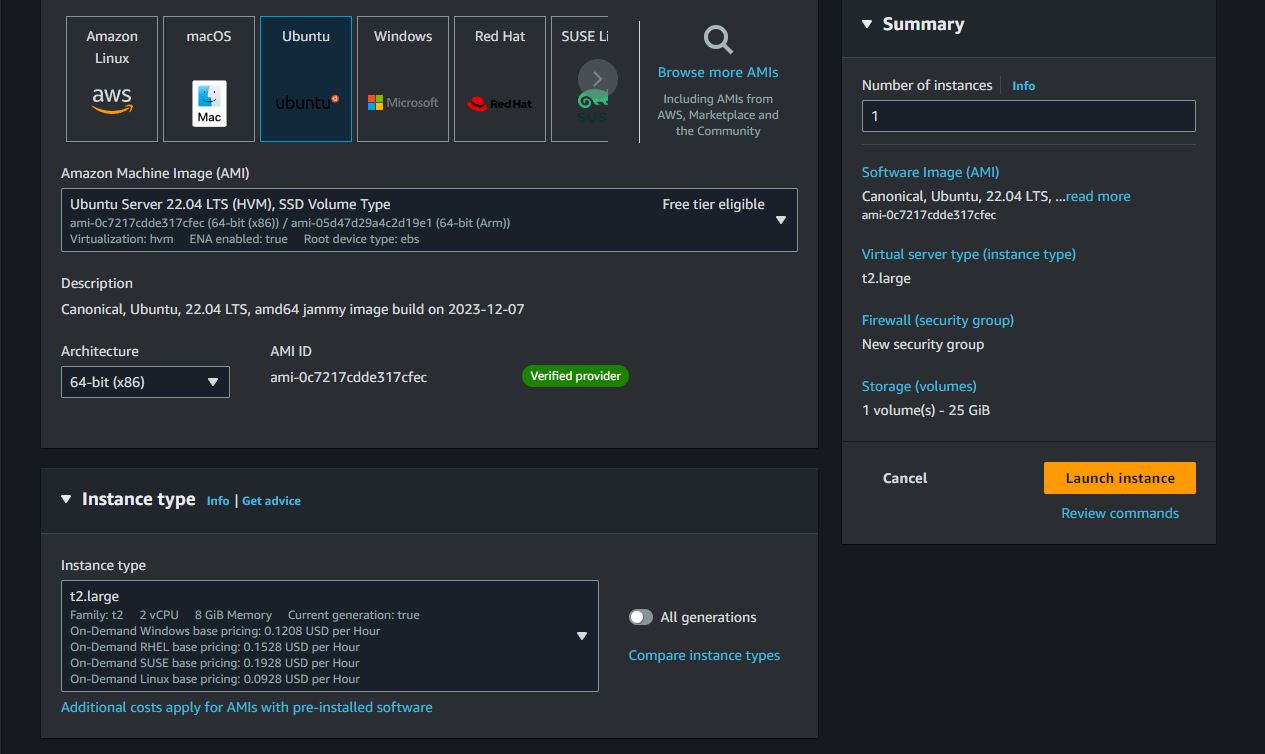 Amazon
Linux
aws
macOS
Mac
Ubuntu
ubuntu
Windows
Microsoft
Red Hat
Red Hat
SUSE Li
SUS
Browse more AMIs
Including AMIs from
AWS, Marketplace and
the Community
Amazon Machine Image (AMI)
Ubuntu Server 22.04 LTS (HVM), SSD Volume Type Free tier eligible
ami-0c7217cdde317cfec (64-bit (x86)) / ami-05d47d29a4c2d19e1 (64-bit (Arm))
Virtualization: hvm ENA enabled: true Root device type: ebs
Description
Canonical, Ubuntu, 22.04 LTS, amd64 jammy image build on 2023-12-07
Architecture AMI ID
64-bit (x86) ami-0c7217cdde317cfec Verified provider
Instance type Info | Get advice
Instance type
t2.large
Family: t2 2 vCPU 8 GiB Memory Current generation: true
On-Demand Windows base pricing: 0.1208 USD per Hour
On-Demand RHEL base pricing: 0.1528 USD per Hour
On-Demand SUSE base pricing: 0.1928 USD per Hour
On-Demand Linux base pricing: 0.0928 USD per Hour
All generations
Compare instance types
Additional costs apply for AMIs with pre-installed software
Summary
Number of instances Info
1
Software Image (AMI)
Canonical, Ubuntu, 22.04 LTS, ...read more
ami-0c7217cdde317cfec
Virtual server type (instance type)
t2.large
Firewall (security group)
New security group
Storage (volumes)
1 volume(s) - 25 GiB
Cancel Launch instance
Review commands